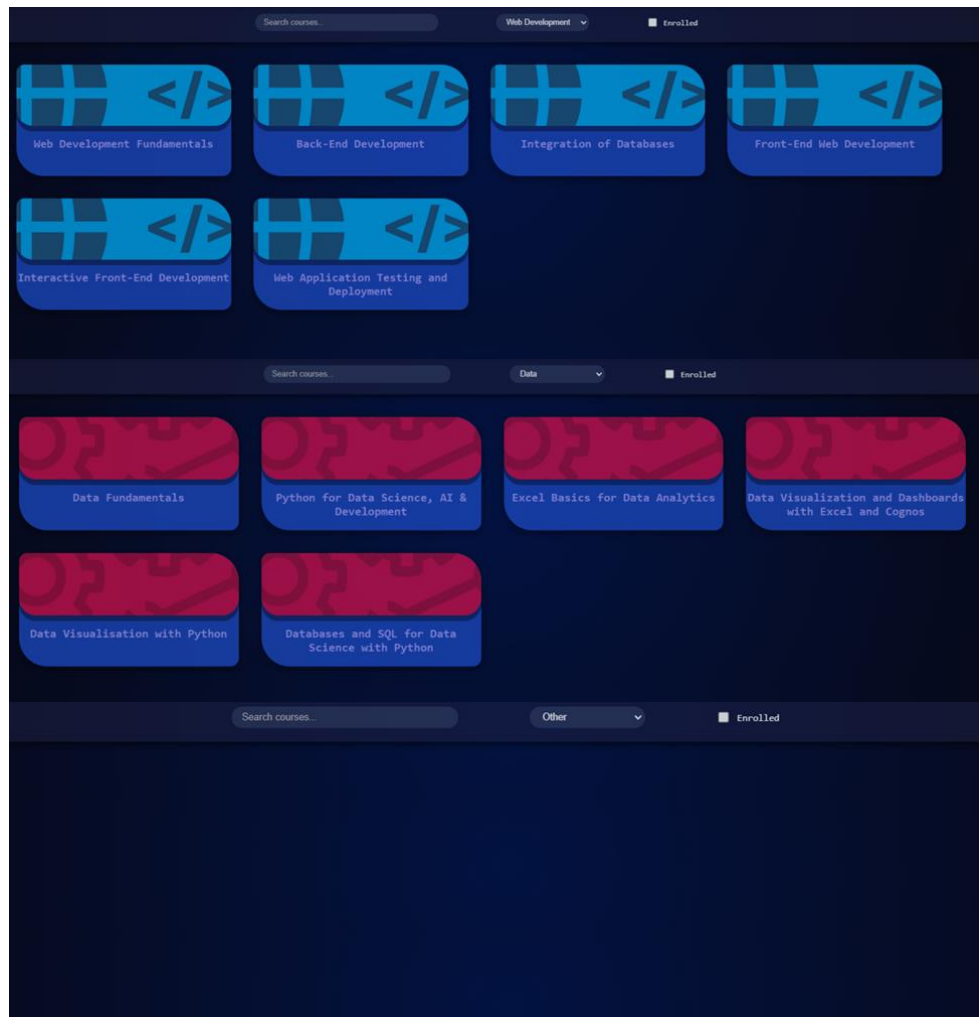 Search courses... Web Development Enrolled
</>
</>
</>
</>
Web Development Fundamentals Back-End Development Integration of Databases Front-End Web Development
</>
</>
Interactive Front-End Development Web Application Testing and
Deployment
Search courses... Data Enrolled
Data Fundamentals Python for Data Science, AI & Excel Basics for Data Analytics Data Visualization and Dashboards
Development with Excel and Cognos
Data Visualisation with Python Databases and SQL for Data
Science with Python
Search courses... Other Enrolled